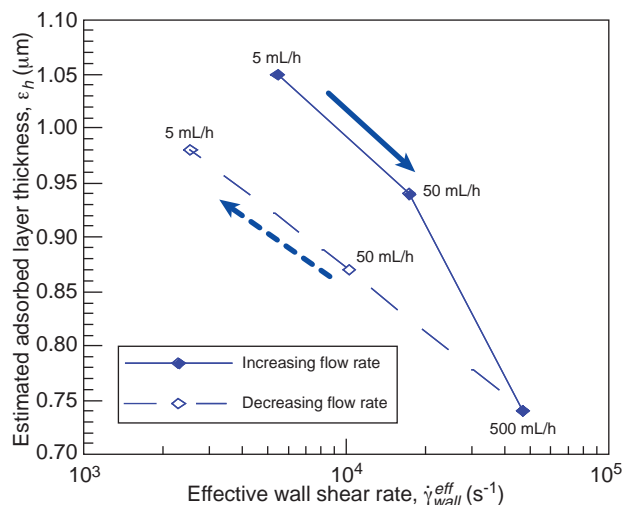 Estimated adsorbed layer thickness, ε_h (μm)
1.10
1.05
1.00
0.95
0.90
0.85
0.80
0.75
0.70
5 mL/h
5 mL/h
50 mL/h
50 mL/h
500 mL/h
Increasing flow rate
Decreasing flow rate
10³ 10⁴ 10⁵
Effective wall shear rate, γ̇_wall^eff (s⁻¹)